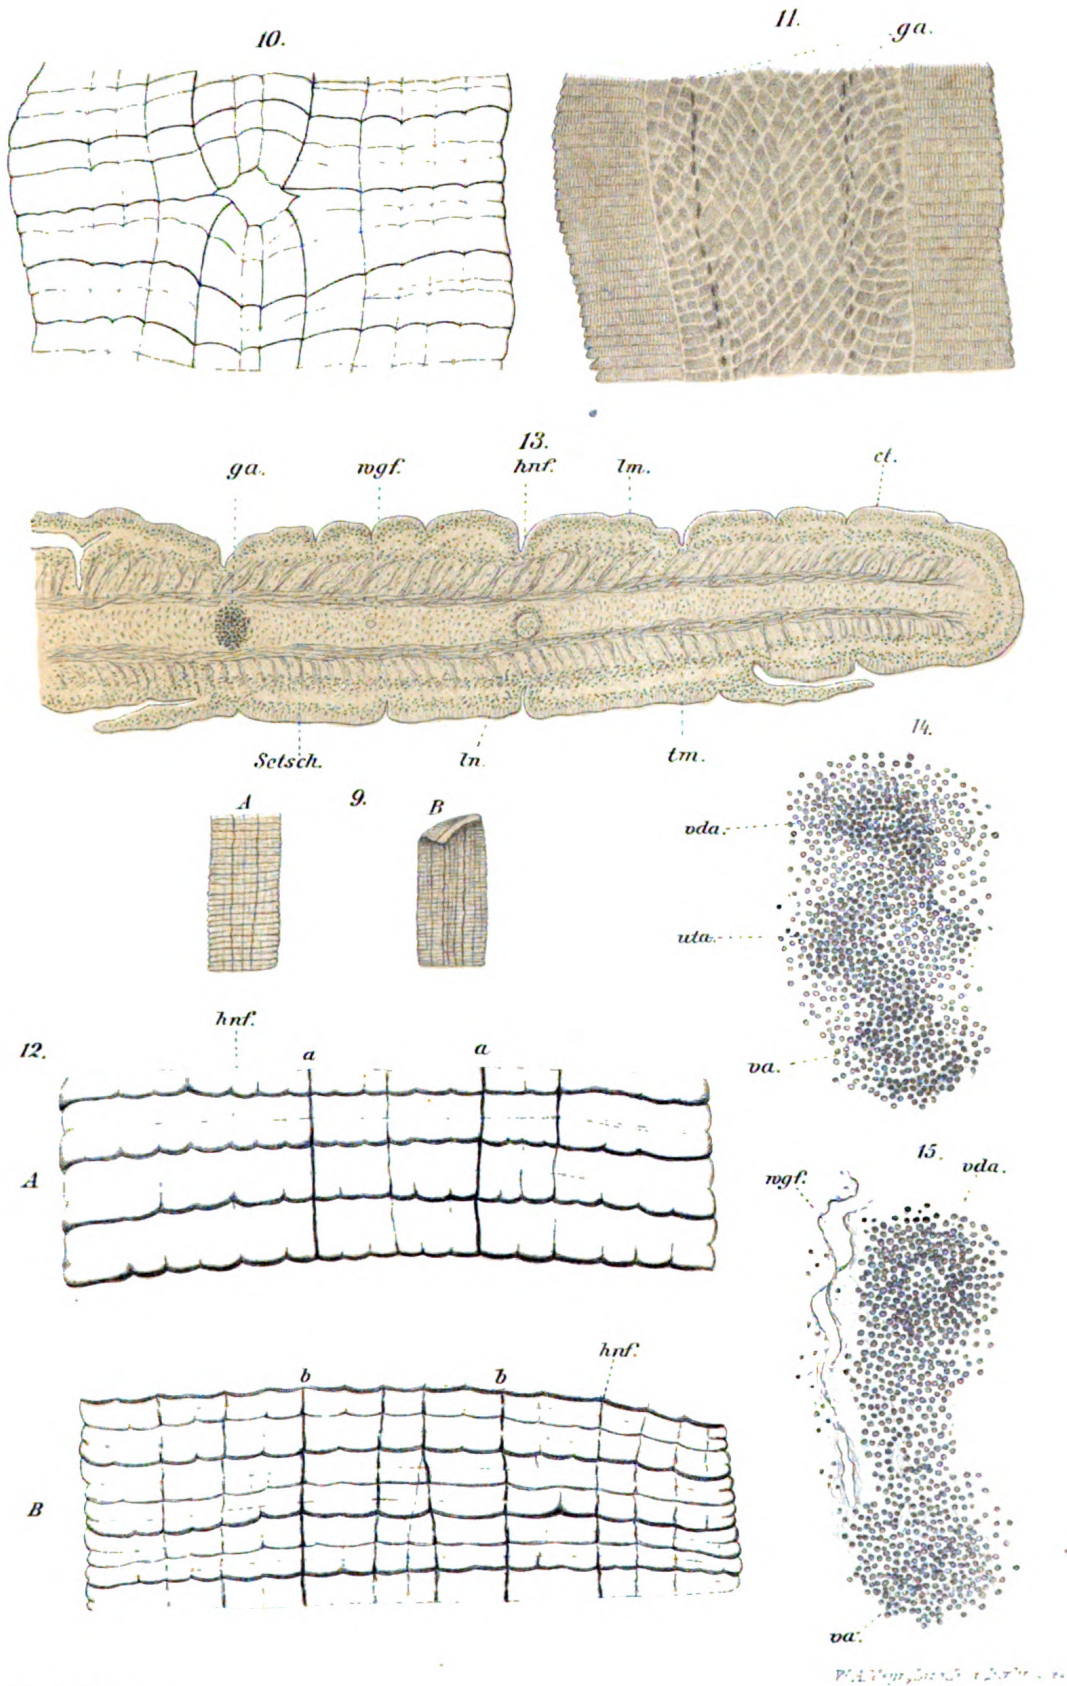 10.
11.
ga.
13.
ga.
wgf.
hnf.
lm.
ct.
Setsch.
ln.
tm.
14.
vda.
uta.
va.
9.
A
B
hnf.
12.
a
a
A
15.
wgf.
vda.
hnf.
b
b
B
va.